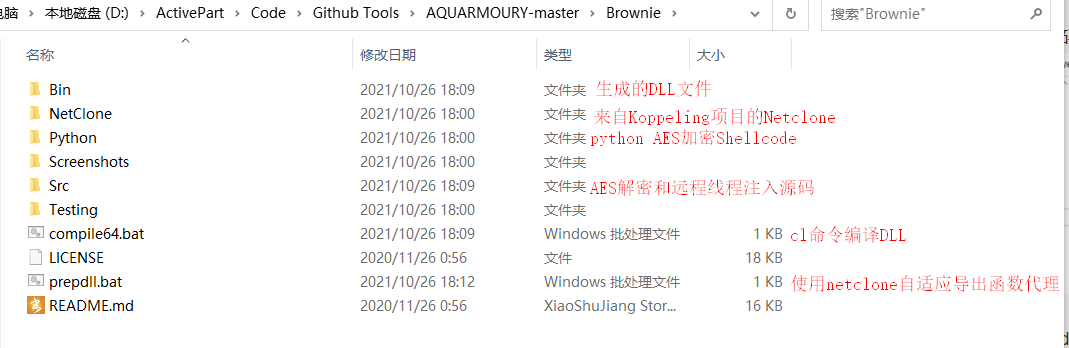 电脑 › 本地磁盘 (D:) › ActivePart › Code › Github Tools › AQUARMOURY-master › Brownie › 搜索"Brownie"
名称 修改日期 类型 大小
Bin 2021/10/26 18:09 文件夹 生成的DLL文件
NetClone 2021/10/26 18:00 文件夹 来自Koppeling项目的Netclone
Python 2021/10/26 18:00 文件夹 python AES加密Shellcode
Screenshots 2021/10/26 18:00 文件夹
Src 2021/10/26 18:09 文件夹 AES解密和远程线程注入源码
Testing 2021/10/26 18:00 文件夹
compile64.bat 2021/10/26 18:09 Windows 批处理文件 1 KB cl命令编译DLL
LICENSE 2020/11/26 0:56 文件 18 KB
prepdll.bat 2021/10/26 18:12 Windows 批处理文件 1 KB 使用netclone自适应导出函数代理
README.md 2020/11/26 0:56 XiaoShuJiang Stor... 16 KB